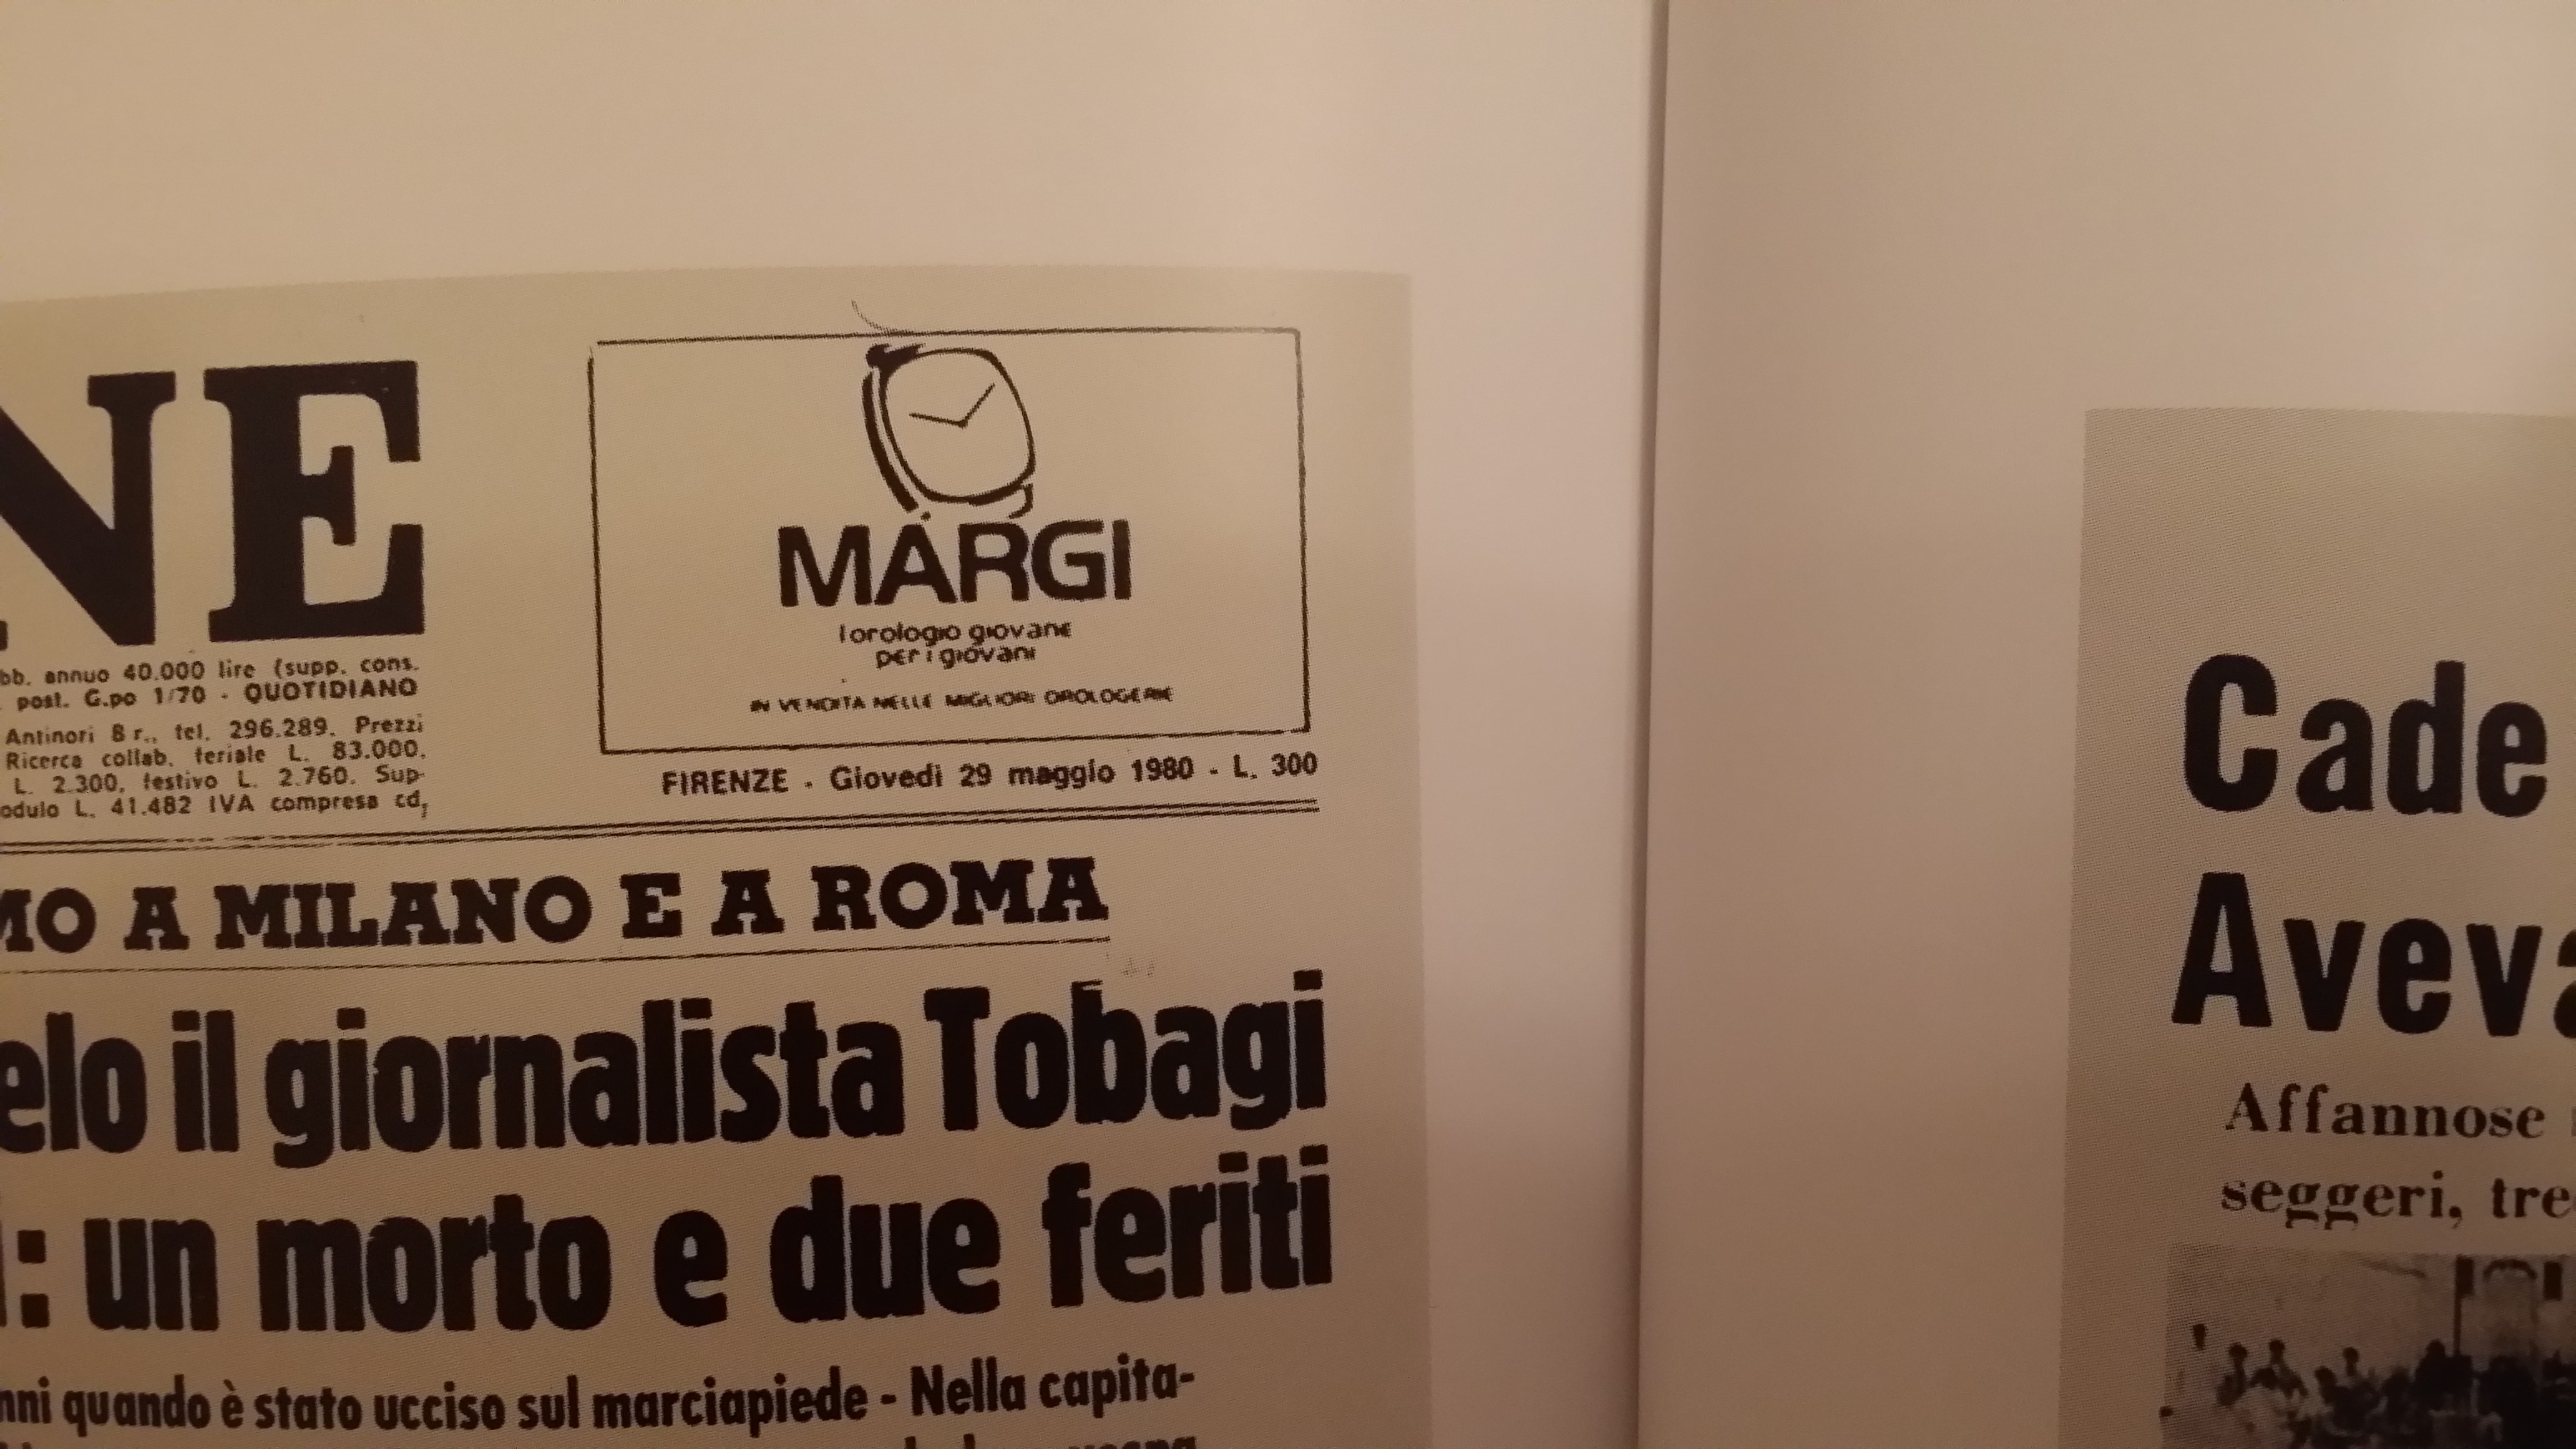 NE
MARGI
l orologio giovane
per i giovani
IN VENDITA NELLE MIGLIORI OROLOGERIE
bb. annuo 40.000 lire (supp. cons.
post. G.po 1/70 - QUOTIDIANO
Antinori 8 r., tel. 296.289. Prezzi
Ricerca collab. feriale L. 83.000,
L. 2.300, festivo L. 2.760. Sup-
odulo L. 41.482 IVA compresa cd,
FIRENZE - Giovedì 29 maggio 1980 - L. 300
MO A MILANO E A ROMA
elo il giornalista Tobagi
: un morto e due feriti
nni quando è stato ucciso sul marciapiede - Nella capita-
Cade
Avev
Affannose
seggeri, tre